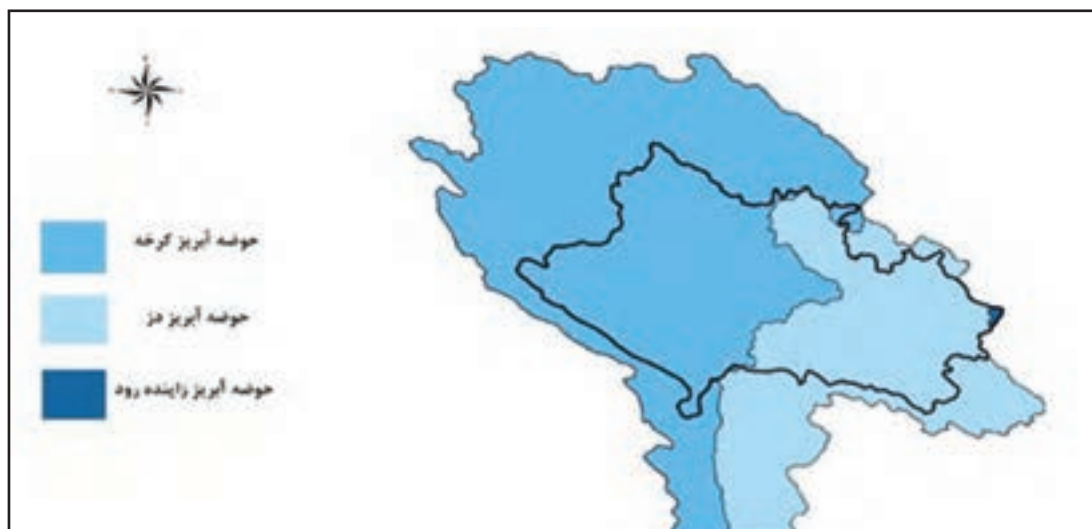 حوضه آبریز کرخه
حوضه آبریز دز
حوضه آبریز زاینده رود